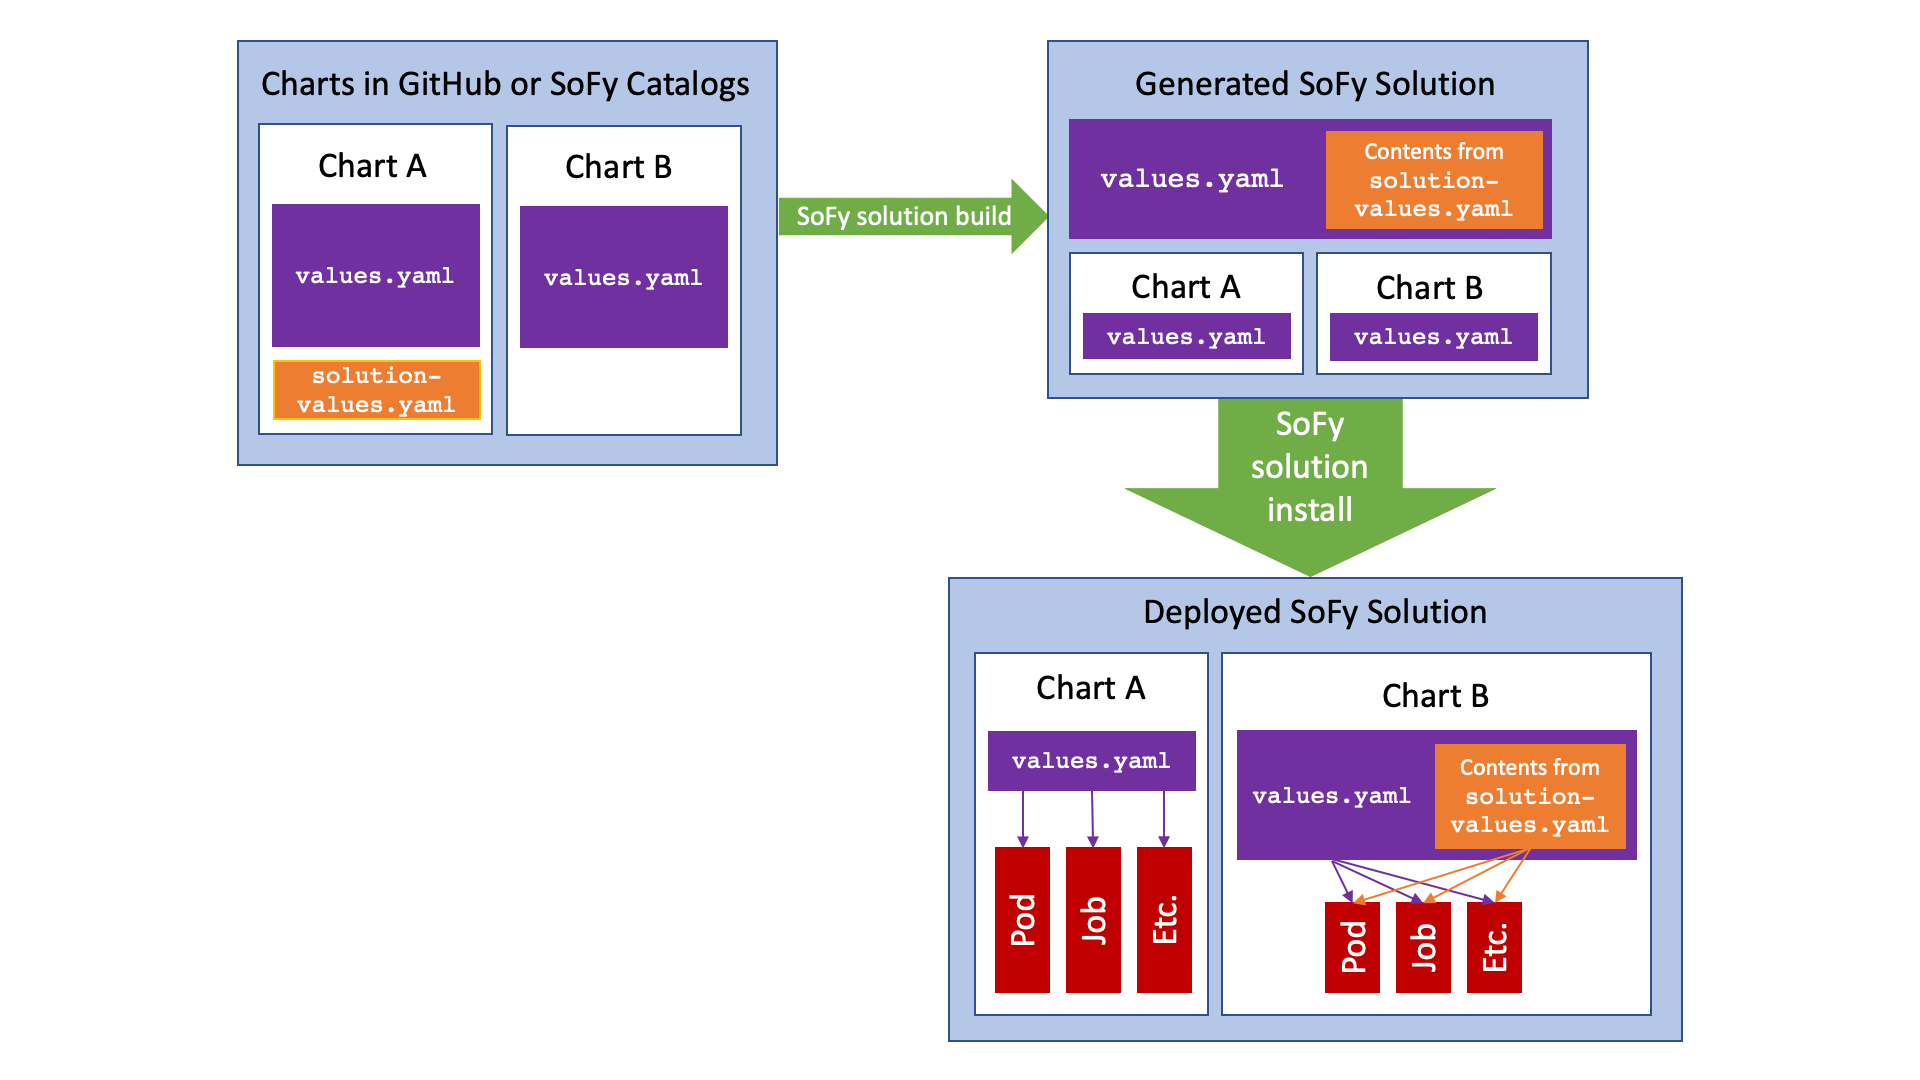 Charts in GitHub or SoFy Catalogs
Chart A
values.yaml
solution-
values.yaml
Chart B
values.yaml
SoFy solution build
Generated SoFy Solution
values.yaml
Contents from
solution-
values.yaml
Chart A
values.yaml
Chart B
values.yaml
SoFy
solution
install
Deployed SoFy Solution
Chart A
values.yaml
Pod
Job
Etc.
Chart B
values.yaml
Contents from
solution-
values.yaml
Pod
Job
Etc.